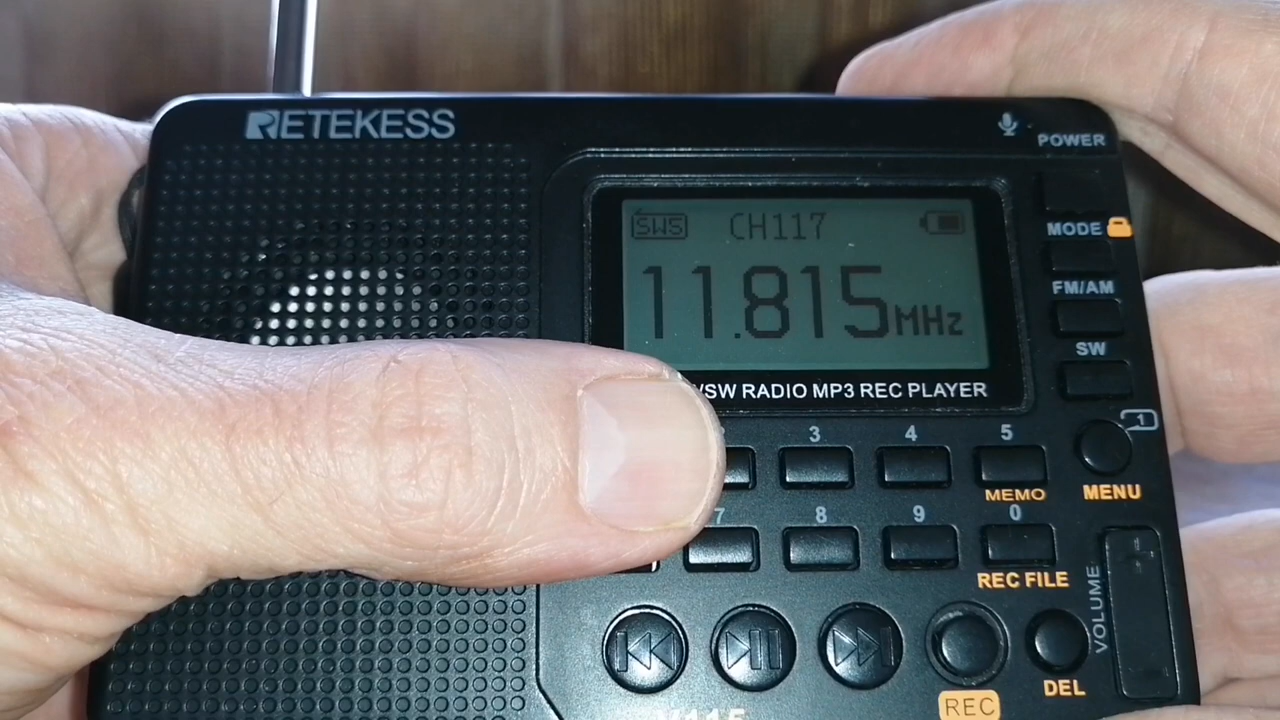 RETEKESS
POWER
MODE
FM/AM
SW
SW5 CH117
11.815MHz
/SW RADIO MP3 REC PLAYER
1
3 4 5
MEMO MENU
7 8 9 0
REC FILE
VOLUME
+
-
DEL
REC